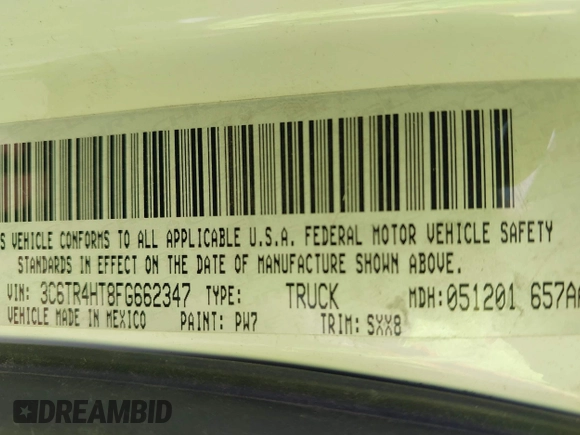 S VEHICLE CONFORMS TO ALL APPLICABLE U.S.A. FEDERAL MOTOR VEHICLE SAFETY
STANDARDS IN EFFECT ON THE DATE OF MANUFACTURE SHOWN ABOVE.
VIN: 3C6TR4HT8FG662347 TYPE: TRUCK MDH:051201 657A
VEHICLE MADE IN MEXICO PAINT: PW7 TRIM: SXX8
DREAMBID